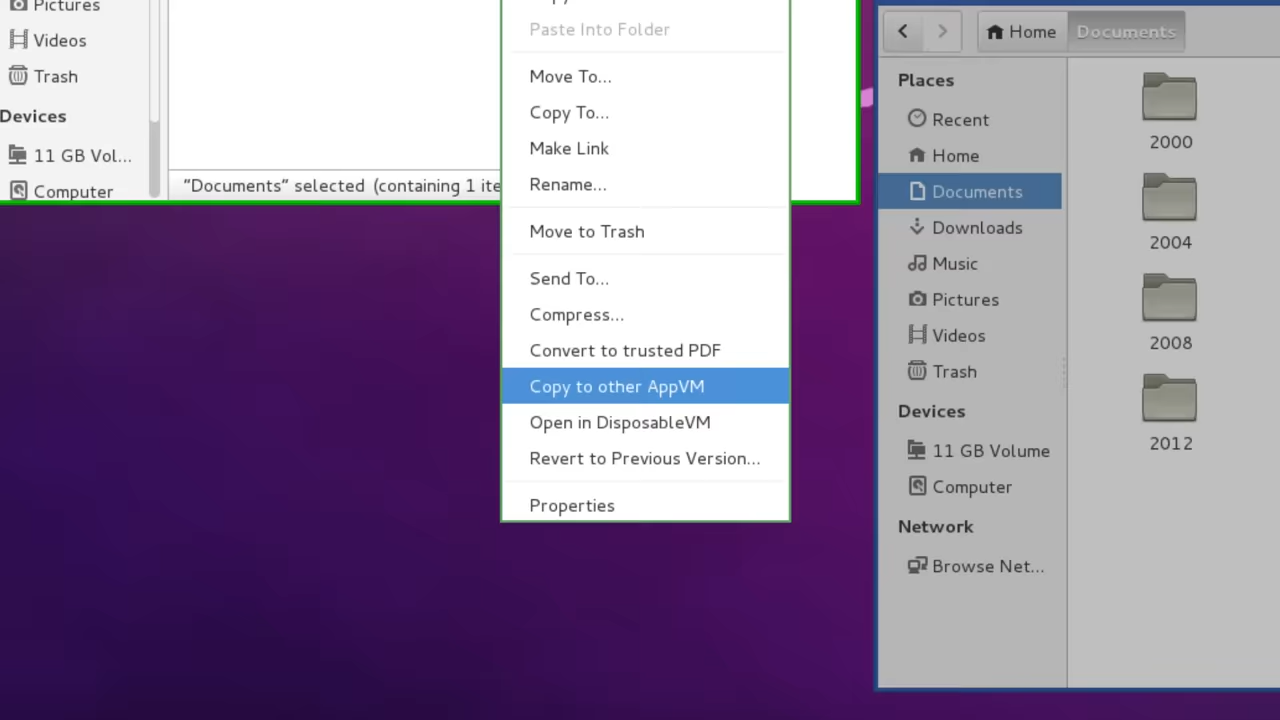 Pictures
Videos
Trash
Devices
11 GB Vol...
Computer
"Documents" selected (containing 1 ite
Paste Into Folder
Move To...
Copy To...
Make Link
Rename...
Move to Trash
Send To...
Compress...
Convert to trusted PDF
Copy to other AppVM
Open in DisposableVM
Revert to Previous Version...
Properties
Home
Documents
Places
Recent
Home
Documents
Downloads
Music
Pictures
Videos
Trash
Devices
11 GB Volume
Computer
Network
Browse Net...
2000
2004
2008
2012